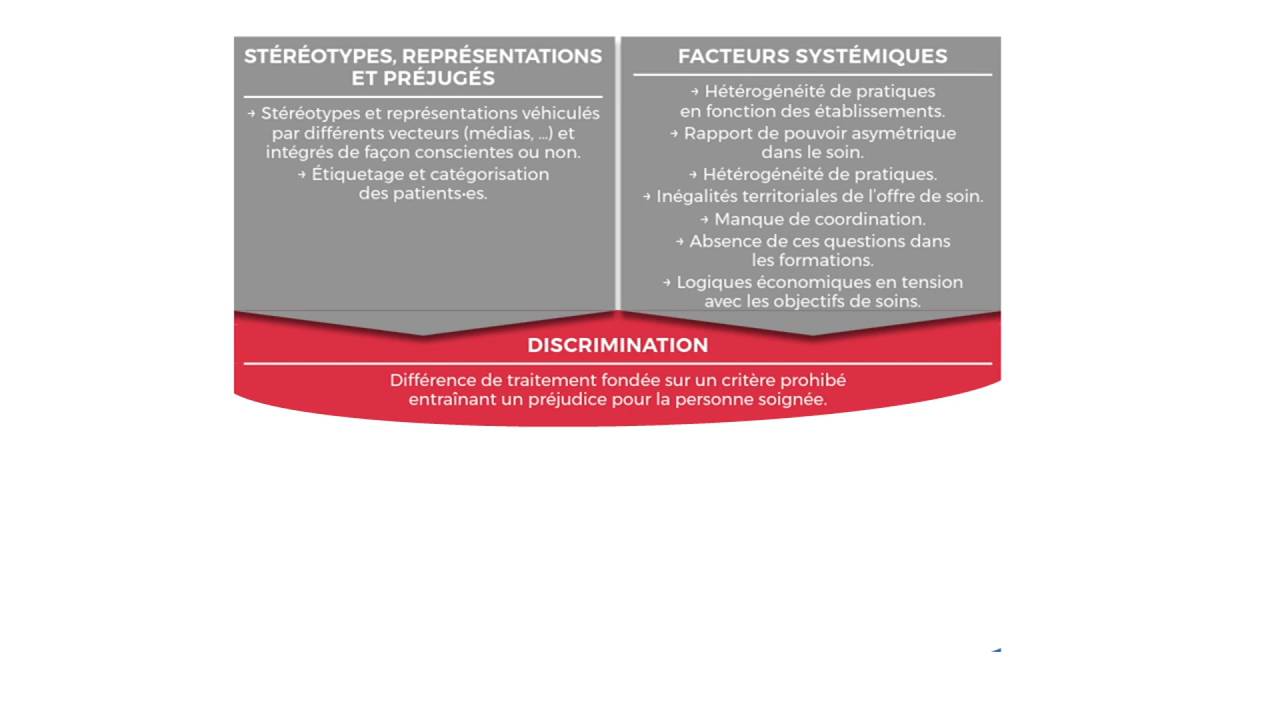 STÉRÉOTYPES, REPRÉSENTATIONS
ET PRÉJUGÉS
→ Stéréotypes et représentations véhiculés
par différents vecteurs (médias, ...) et
intégrés de façon conscientes ou non.
→ Étiquetage et catégorisation
des patients·es.
FACTEURS SYSTÉMIQUES
→ Hétérogénéité de pratiques
en fonction des établissements.
→ Rapport de pouvoir asymétrique
dans le soin.
→ Hétérogénéité de pratiques.
→ Inégalités territoriales de l'offre de soin.
→ Manque de coordination.
→ Absence de ces questions dans
les formations.
→ Logiques économiques en tension
avec les objectifs de soins.
DISCRIMINATION
Différence de traitement fondée sur un critère prohibé
entraînant un préjudice pour la personne soignée.